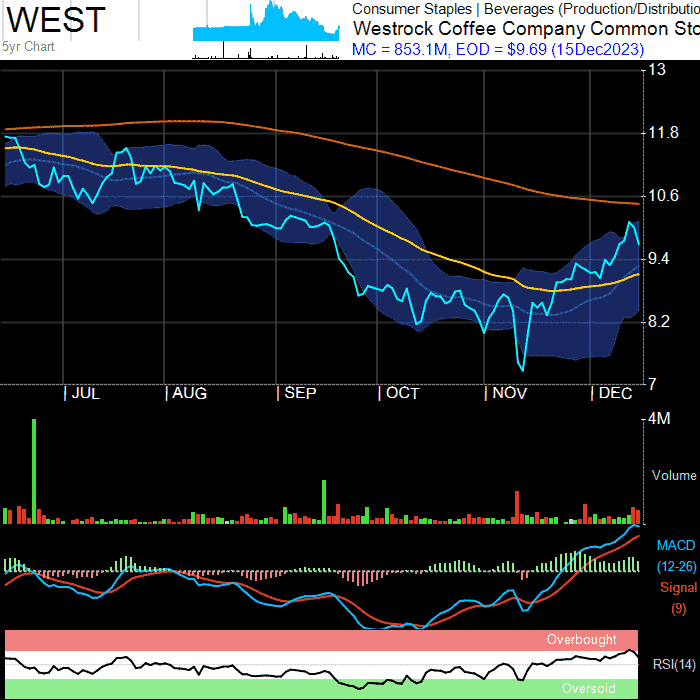 WEST
5yr Chart
Consumer Staples | Beverages (Production/Distributio
Westrock Coffee Company Common Sto
MC = 853.1M, EOD = $9.69 (15Dec2023)
13
11.8
10.6
9.4
8.2
7
| JUL | AUG | SEP | OCT | NOV | DEC
4M
Volume
MACD
(12-26)
Signal
(9)
Overbought
RSI(14)
Oversold